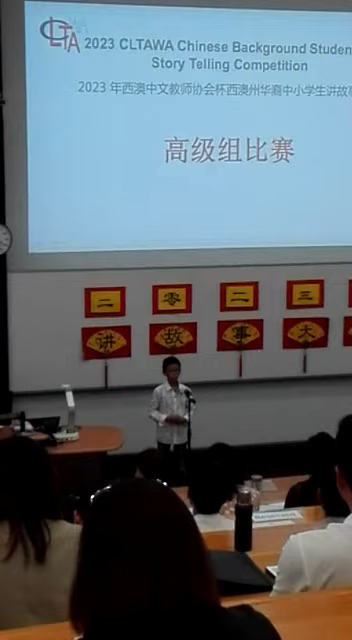 CLTA 2023 CLTAWA Chinese Background Studen
Story Telling Competition
2023 年西澳中文教师协会杯西澳州华裔中小学生讲故
高级组比赛
二 零 二 三
讲 故 事 大